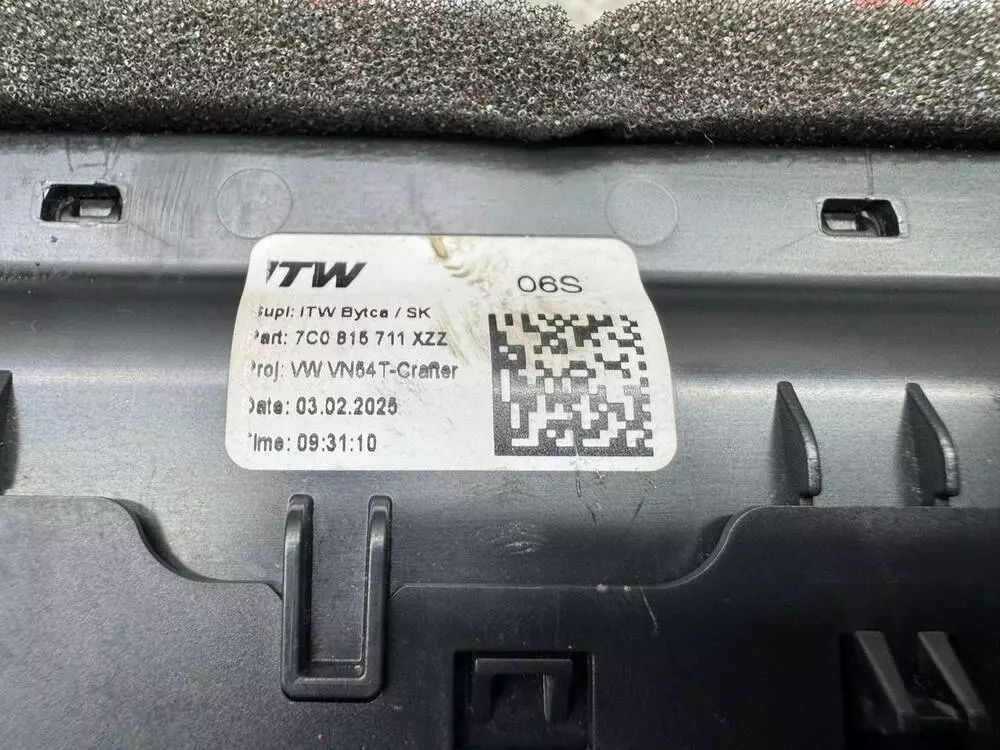 ITW
06S
Supl: ITW Bytca / SK
Part: 7C0 815 711 XZZ
Proj: VW VN54T-Crafter
Date: 03.02.2025
Time: 09:31:10